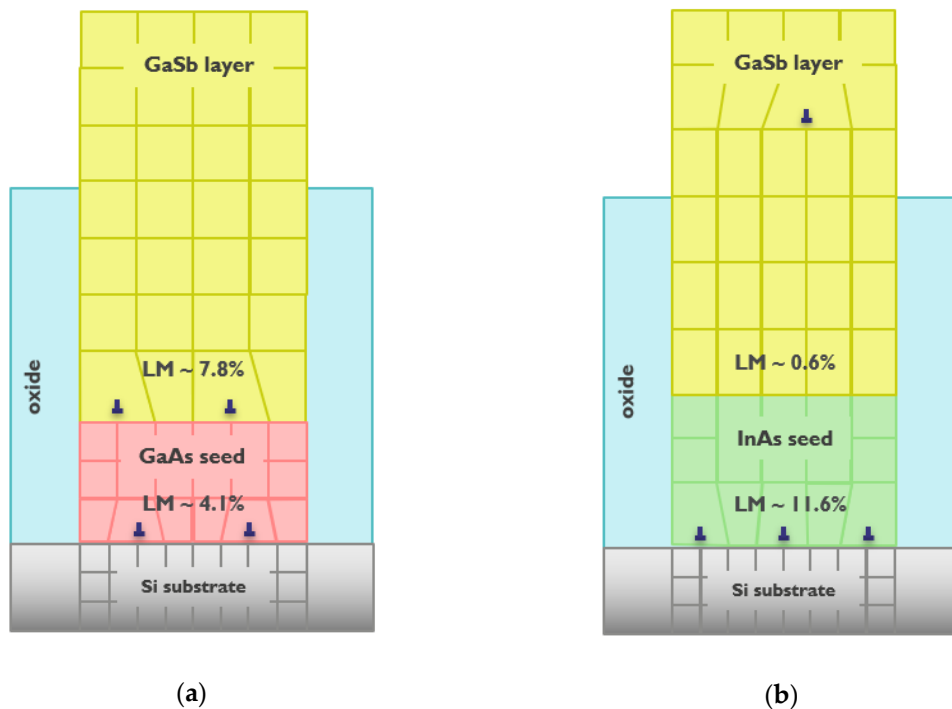 GaSb layer
LM ~ 7.8%
oxide
GaAs seed
LM ~ 4.1%
Si substrate
(a)
GaSb layer
LM ~ 0.6%
oxide
InAs seed
LM ~ 11.6%
Si substrate
(b)